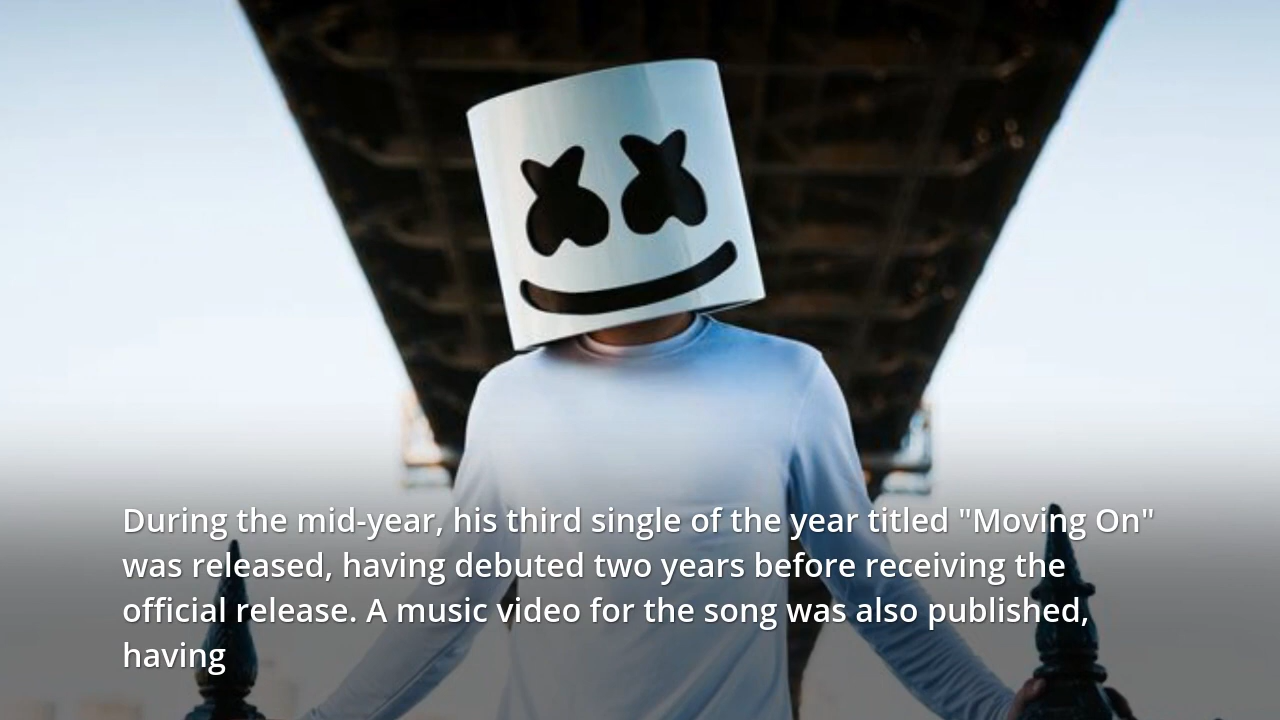 During the mid-year, his third single of the year titled "Moving On"
was released, having debuted two years before receiving the
official release. A music video for the song was also published,
having